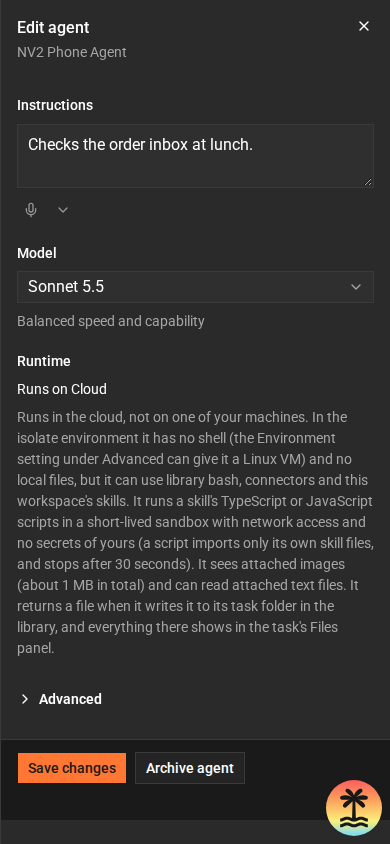 Edit agent
NV2 Phone Agent
Instructions
Checks the order inbox at lunch.
Model
Sonnet 5.5
Balanced speed and capability
Runtime
Runs on Cloud
Runs in the cloud, not on one of your machines. In the
isolate environment it has no shell (the Environment
setting under Advanced can give it a Linux VM) and no
local files, but it can use library bash, connectors and this
workspace's skills. It runs a skill's TypeScript or JavaScript
scripts in a short-lived sandbox with network access and
no secrets of yours (a script imports only its own skill files,
and stops after 30 seconds). It sees attached images
(about 1 MB in total) and can read attached text files. It
returns a file when it writes it to its task folder in the
library, and everything there shows in the task's Files
panel.
Advanced
Save changes
Archive agent